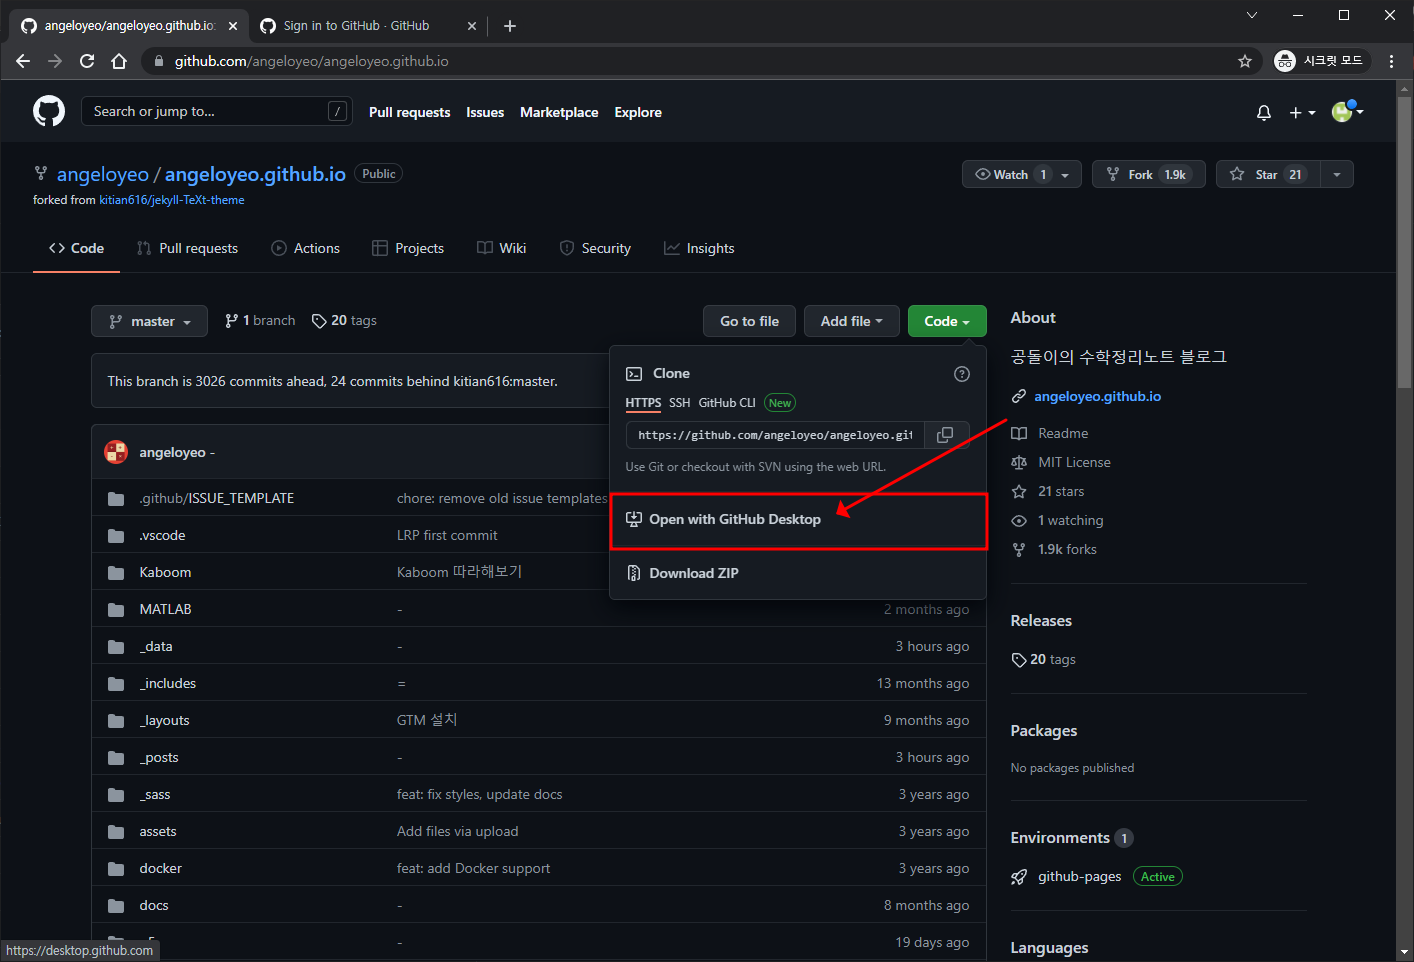 angeloyeo/angeloyeo.github.io:
Sign in to GitHub · GitHub
github.com/angeloyeo/angeloyeo.github.io
시크릿 모드
Search or jump to...
/
Pull requests
Issues
Marketplace
Explore
angeloyeo / angeloyeo.github.io
Public
Watch 1
Fork 1.9k
Star 21
forked from kitian616/jekyll-TeXt-theme
Code
Pull requests
Actions
Projects
Wiki
Security
Insights
master
1 branch
20 tags
Go to file
Add file
Code
This branch is 3026 commits ahead, 24 commits behind kitian616:master.
Clone
HTTPS SSH GitHub CLI New
https://github.com/angeloyeo/angeloyeo.git
Use Git or checkout with SVN using the web URL.
Open with GitHub Desktop
Download ZIP
angeloyeo -
.github/ISSUE_TEMPLATE chore: remove old issue templates
.vscode LRP first commit
Kaboom Kaboom 따라해보기
MATLAB - 2 months ago
_data - 3 hours ago
_includes = 13 months ago
_layouts GTM 설치 9 months ago
_posts - 3 hours ago
_sass feat: fix styles, update docs 3 years ago
assets Add files via upload 3 years ago
docker feat: add Docker support 3 years ago
docs - 8 months ago
- 19 days ago
About
공돌이의 수학정리노트 블로그
angeloyeo.github.io
Readme
MIT License
21 stars
1 watching
1.9k forks
Releases
20 tags
Packages
No packages published
Environments 1
github-pages Active
Languages
https://desktop.github.com